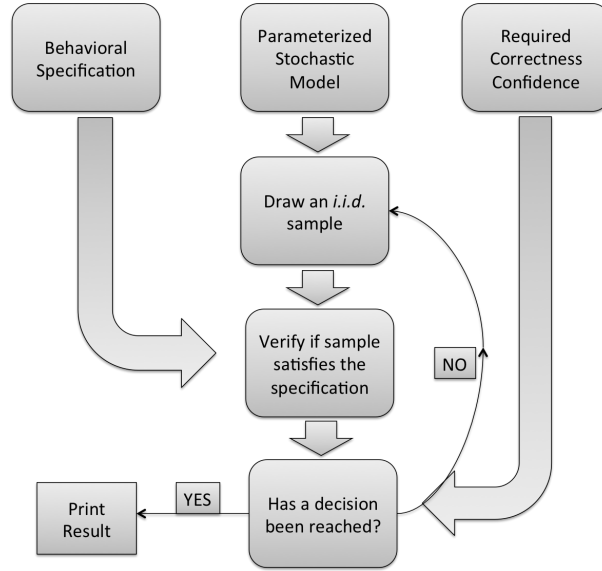 Behavioral
Specification
Parameterized
Stochastic
Model
Required
Correctness
Confidence
Draw an i.i.d.
sample
Verify if sample
satisfies the
specification
NO
Has a decision
been reached?
YES
Print
Result